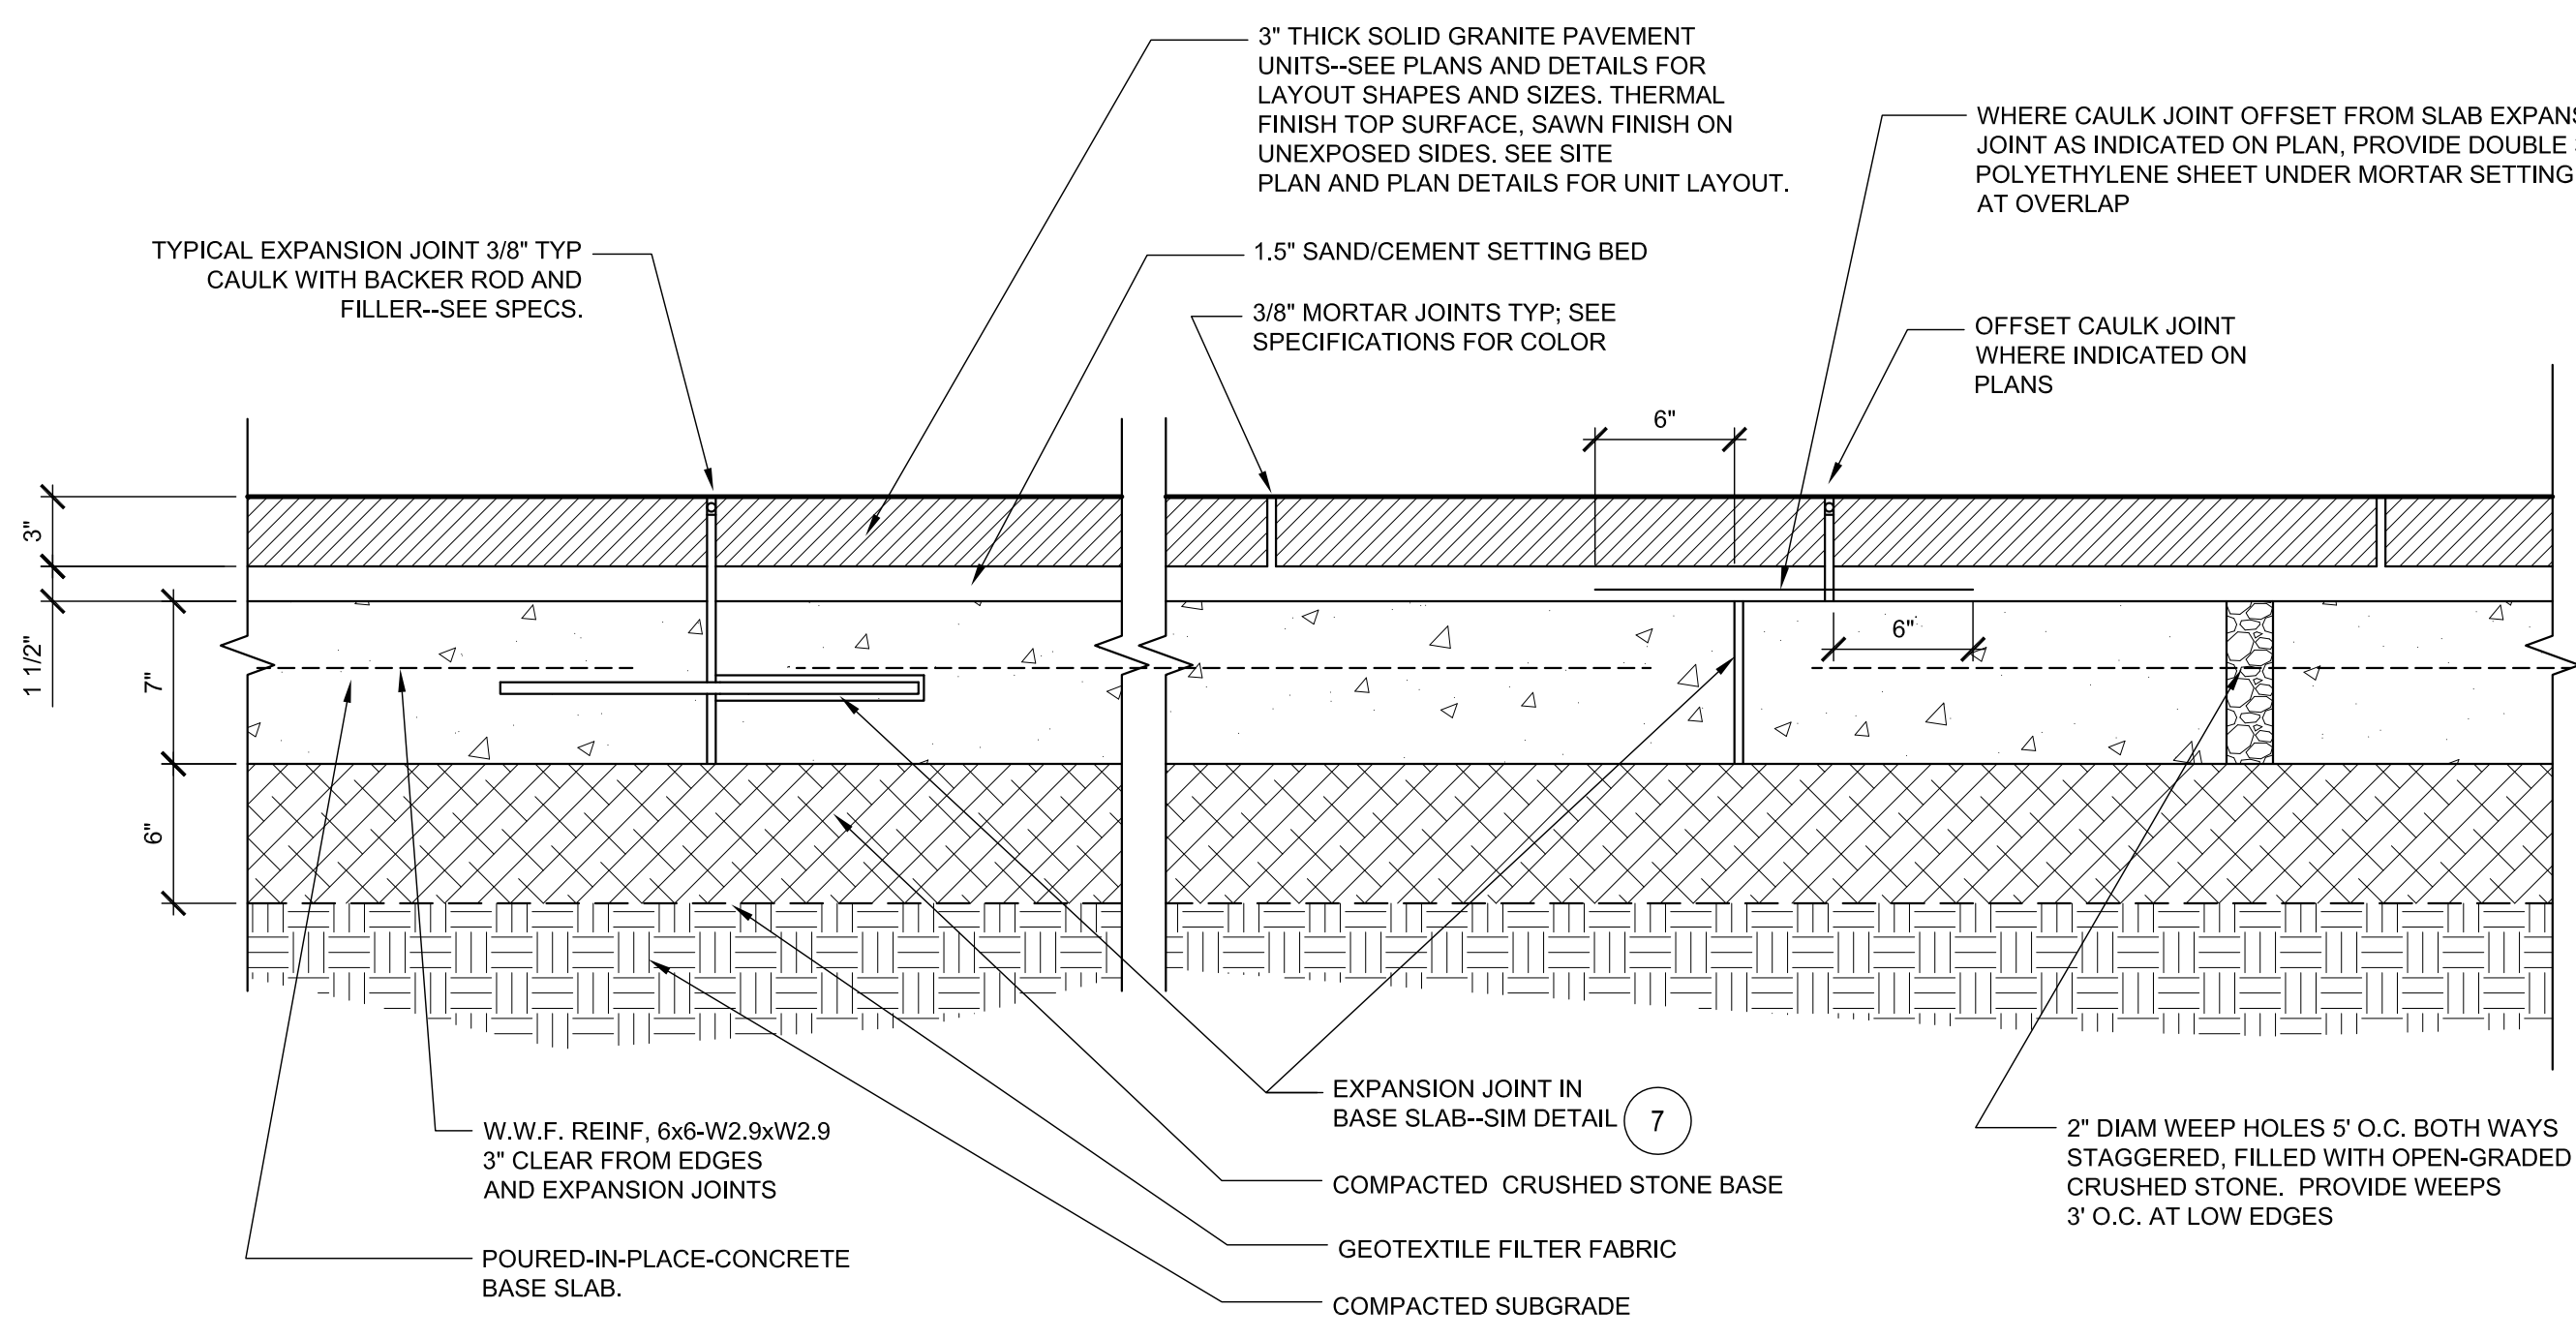 3" THICK SOLID GRANITE PAVEMENT
UNITS--SEE PLANS AND DETAILS FOR
LAYOUT SHAPES AND SIZES. THERMAL
FINISH TOP SURFACE, SAWN FINISH ON
UNEXPOSED SIDES. SEE SITE
PLAN AND PLAN DETAILS FOR UNIT LAYOUT.
WHERE CAULK JOINT OFFSET FROM SLAB
JOINT AS INDICATED ON PLAN, PROVIDE DOUBLE
POLYETHYLENE SHEET UNDER MORTAR SETTING
AT OVERLAP
TYPICAL EXPANSION JOINT 3/8" TYP
CAULK WITH BACKER ROD AND
FILLER--SEE SPECS.
1.5" SAND/CEMENT SETTING BED
3/8" MORTAR JOINTS TYP; SEE
SPECIFICATIONS FOR COLOR
OFFSET CAULK JOINT
WHERE INDICATED ON
PLANS
6"
3"
1 1/2"
7"
6"
6"
EXPANSION JOINT IN
BASE SLAB--SIM DETAIL
7
W.W.F. REINF, 6x6-W2.9xW2.9
3" CLEAR FROM EDGES
AND EXPANSION JOINTS
COMPACTED CRUSHED STONE BASE
2" DIAM WEEP HOLES 5' O.C. BOTH WAYS
STAGGERED, FILLED WITH OPEN-GRADED
CRUSHED STONE. PROVIDE WEEPS
3' O.C. AT LOW EDGES
POURED-IN-PLACE-CONCRETE
BASE SLAB.
GEOTEXTILE FILTER FABRIC
COMPACTED SUBGRADE